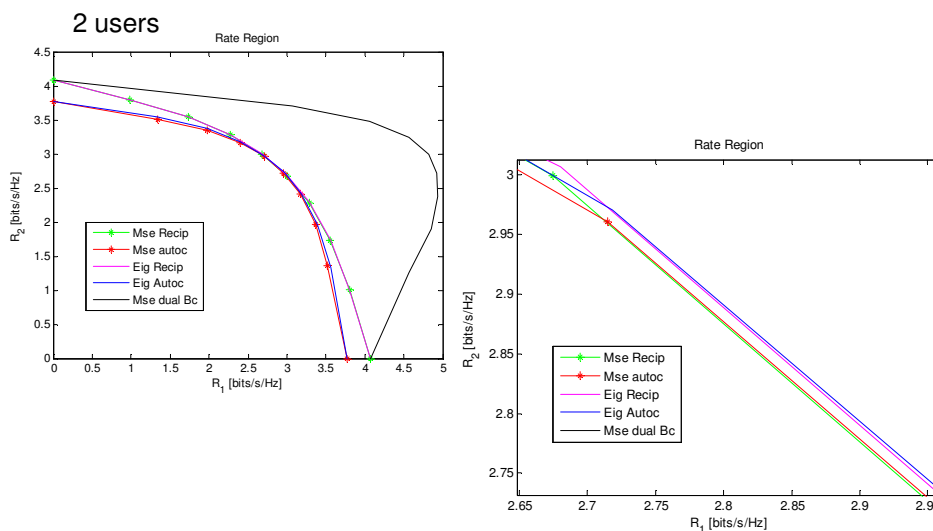 2 users
Rate Region
4.5
4
3.5
3
2.5
2
1.5
1
0.5
0
R2 [bits/s/Hz]
Mse Recip
Mse autoc
Eig Recip
Eig Autoc
Mse dual Bc
0 0.5 1 1.5 2 2.5 3 3.5 4 4.5 5
R1 [bits/s/Hz]
Rate Region
3
2.95
2.9
2.85
2.8
2.75
R2 [bits/s/Hz]
Mse Recip
Mse autoc
Eig Recip
Eig Autoc
Mse dual Bc
2.65 2.7 2.75 2.8 2.85 2.9 2.9
R1 [bits/s/Hz]